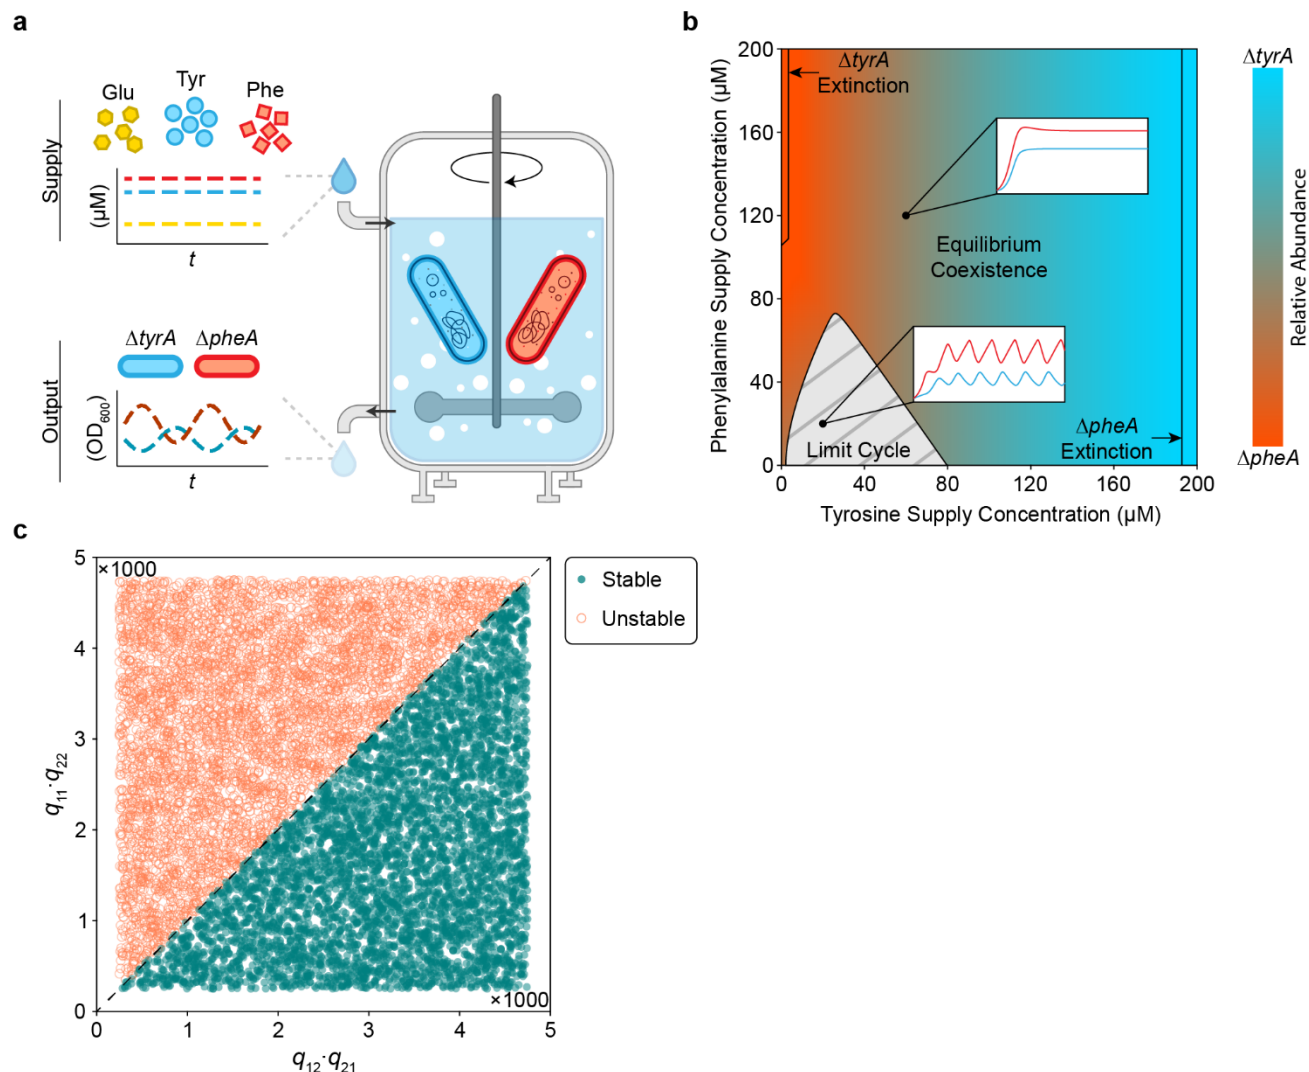 a
Supply
Glu
Tyr
Phe
(µM)
t
Output
ΔtyrA
ΔpheA
(OD600)
t
b
Phenylalanine Supply Concentration (µM)
200
160
120
80
40
0
ΔtyrA
Extinction
Equilibrium
Coexistence
ΔpheA
Extinction
Limit Cycle
0
40
80
120
160
200
Tyrosine Supply Concentration (µM)
ΔtyrA
Relative Abundance
ΔpheA
c
5
×1000
4
3
2
1
0
q11·q22
×1000
0
1
2
3
4
5
q12·q21
Stable
Unstable